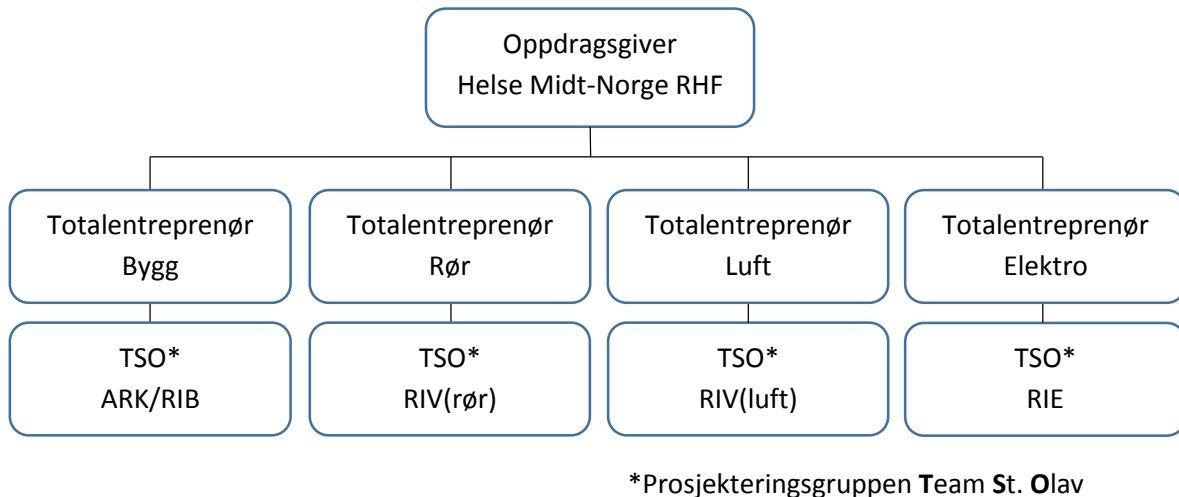 Oppdragsgiver
Helse Midt-Norge RHF
Totalentreprenør
Bygg
Totalentreprenør
Rør
Totalentreprenør
Luft
Totalentreprenør
Elektro
TSO*
ARK/RIB
TSO*
RIV(rør)
TSO*
RIV(luft)
TSO*
RIE
*Prosjekteringsgruppen Team St. Olav